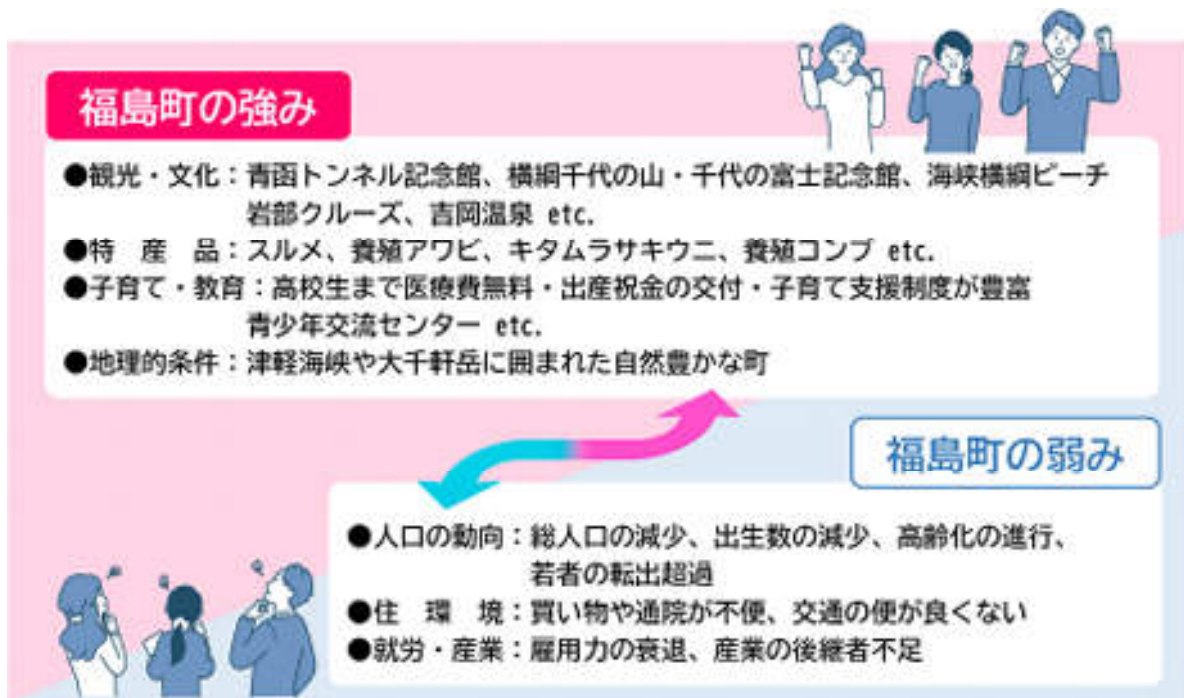 福島町の強み
●観光・文化：青函トンネル記念館、横綱千代の山・千代の富士記念館、海峡横綱ビーチ
岩部クルーズ、吉岡温泉 etc.
●特　産　品：スルメ、養殖アワビ、キタムラサキウニ、養殖コンブ etc.
●子育て・教育：高校生まで医療費無料・出産祝金の交付・子育て支援制度が豊富
青少年交流センター etc.
●地理的条件：津軽海峡や大千軒岳に囲まれた自然豊かな町
福島町の弱み
●人口の動向：総人口の減少、出生数の減少、高齢化の進行、
若者の転出超過
●住　環　境：買い物や通院が不便、交通の便が良くない
●就労・産業：雇用力の衰退、産業の後継者不足